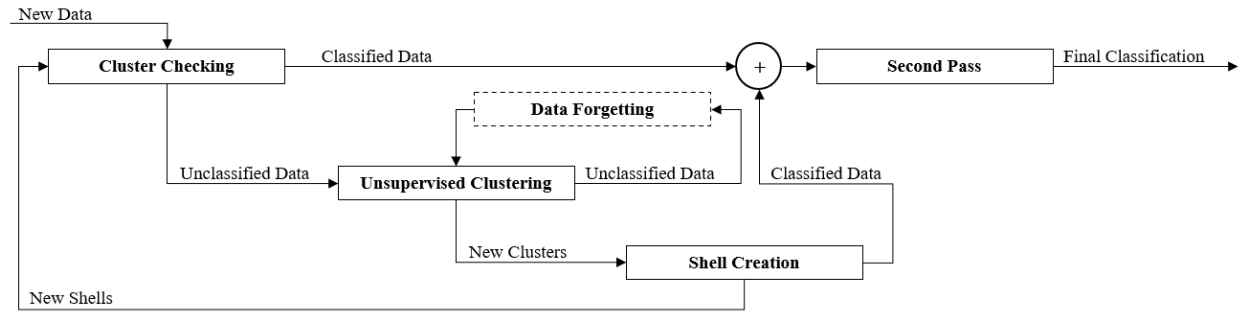 New Data
Cluster Checking
Classified Data
+
Second Pass
Final Classification
Data Forgetting
Unclassified Data
Unsupervised Clustering
Unclassified Data
Classified Data
New Clusters
Shell Creation
New Shells